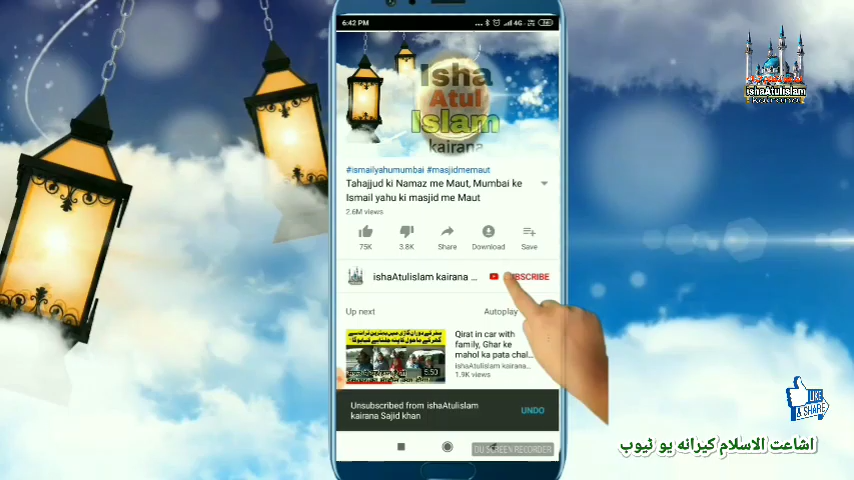 6:42 PM
4G
Isha
Atul
Islam
kairana
ishaAtulislam
kairana
#ismailyahumumbai #masjidmemaut
Tahajjud ki Namaz me Maut, Mumbai ke
Ismail yahu ki masjid me Maut
2.6M views
75K
3.8K
Share
Download
Save
ishaAtulislam kairana ...
SUBSCRIBE
Up next
Autoplay
Qirat in car with
family, Ghar ke
mahol ka pata chal...
ishaAtulislam kairana...
1.9K views
5:50
Unsubscribed from ishaAtulislam
kairana Sajid khan
UNDO
DU SCREEN RECORDER
LIKE
& SHARE
اشاعت الاسلام کیرانہ یو ٹیوب